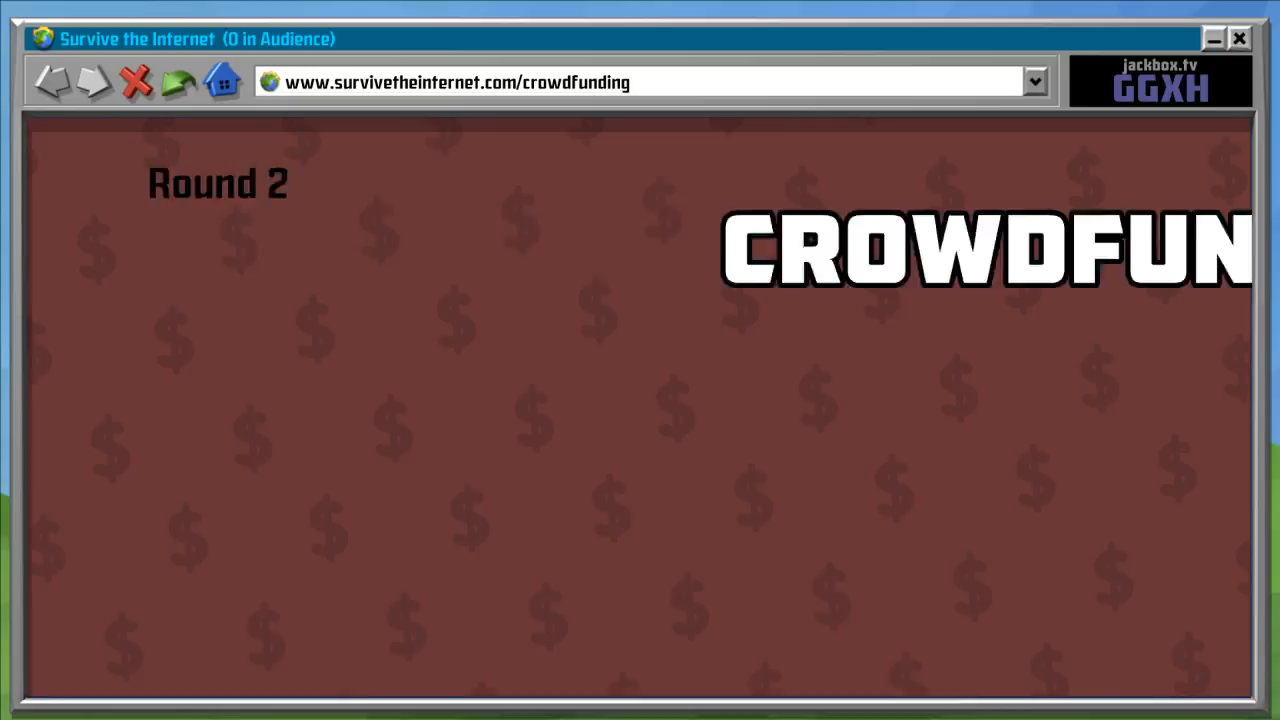 Survive the Internet (0 in Audience)
www.survivetheinternet.com/crowdfunding
jackbox.tv
GGXH
Round 2
CROWDFUN